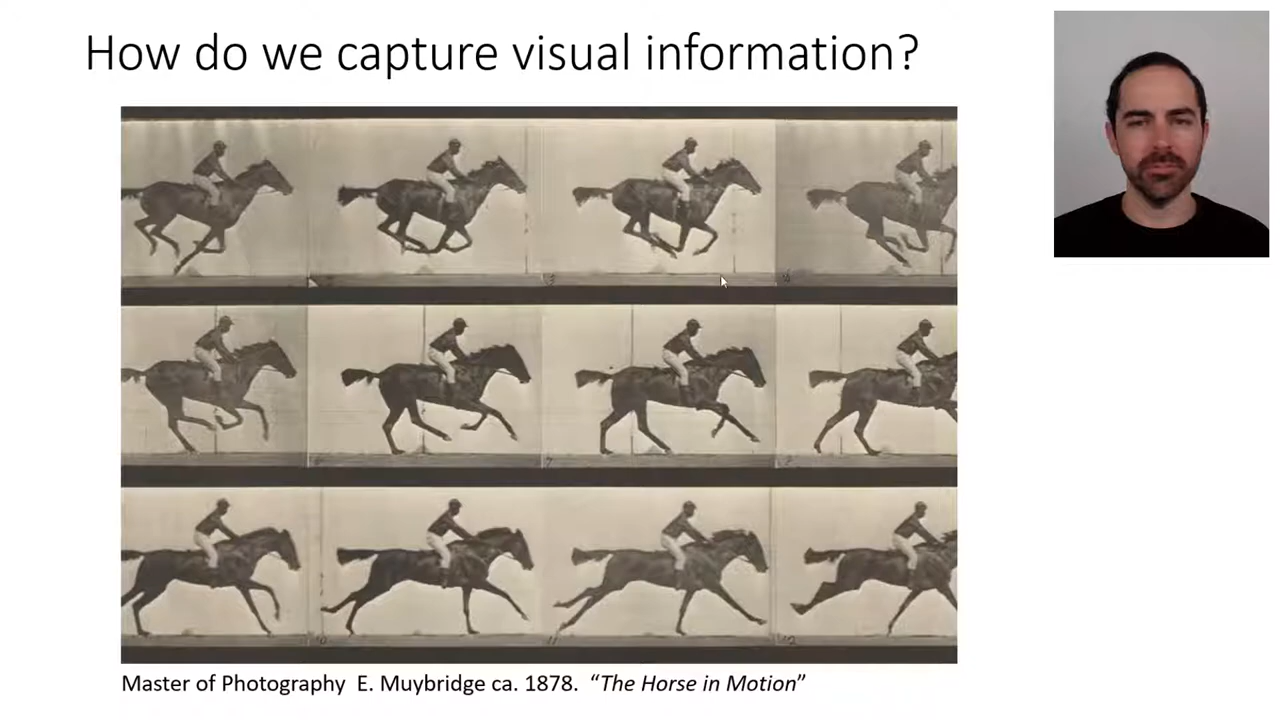 How do we capture visual information?
Master of Photography E. Muybridge ca. 1878. “The Horse in Motion”